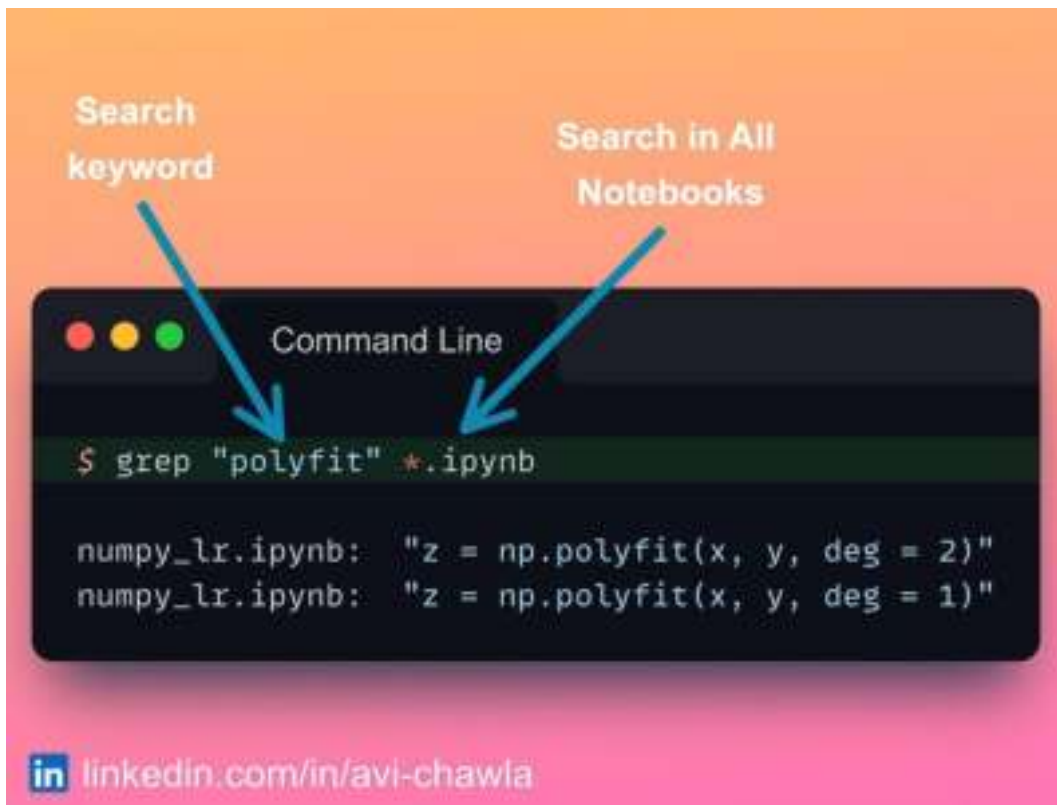 Search
keyword
Search in All
Notebooks
Command Line
$ grep "polyfit" *.ipynb
numpy_lr.ipynb:  "z = np.polyfit(x, y, deg = 2)"
numpy_lr.ipynb:  "z = np.polyfit(x, y, deg = 1)"
in linkedin.com/in/avi-chawla